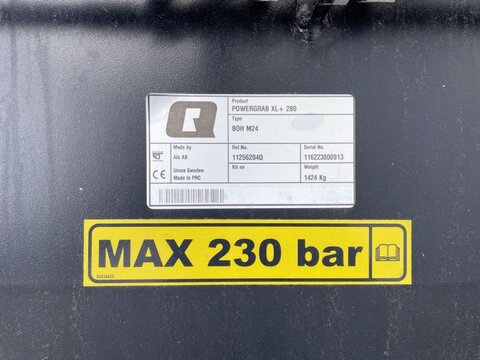 Q
Product
POWERGRAB XL+ 280
Type
BOH M24
Made by
Alo AB
Umea Sweden
Made in PRC
CE
Ref.No.
11256204Q
Serial No.
116223800913
Kit no
Weight
1424 Kg
MAX 230 bar